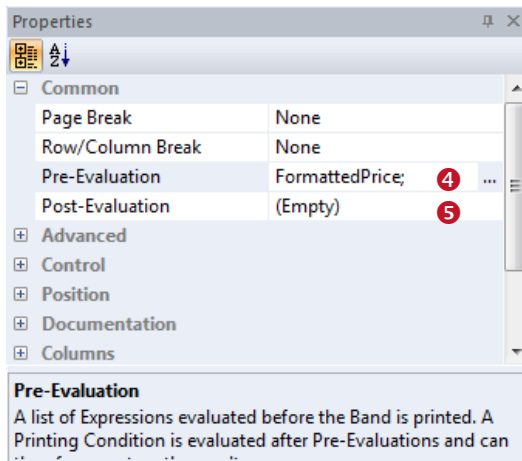 Properties
Common
Page Break None
Row/Column Break None
Pre-Evaluation FormattedPrice; 4 ...
Post-Evaluation (Empty) 5
Advanced
Control
Position
Documentation
Columns
Pre-Evaluation
A list of Expressions evaluated before the Band is printed. A
Printing Condition is evaluated after Pre-Evaluations and can